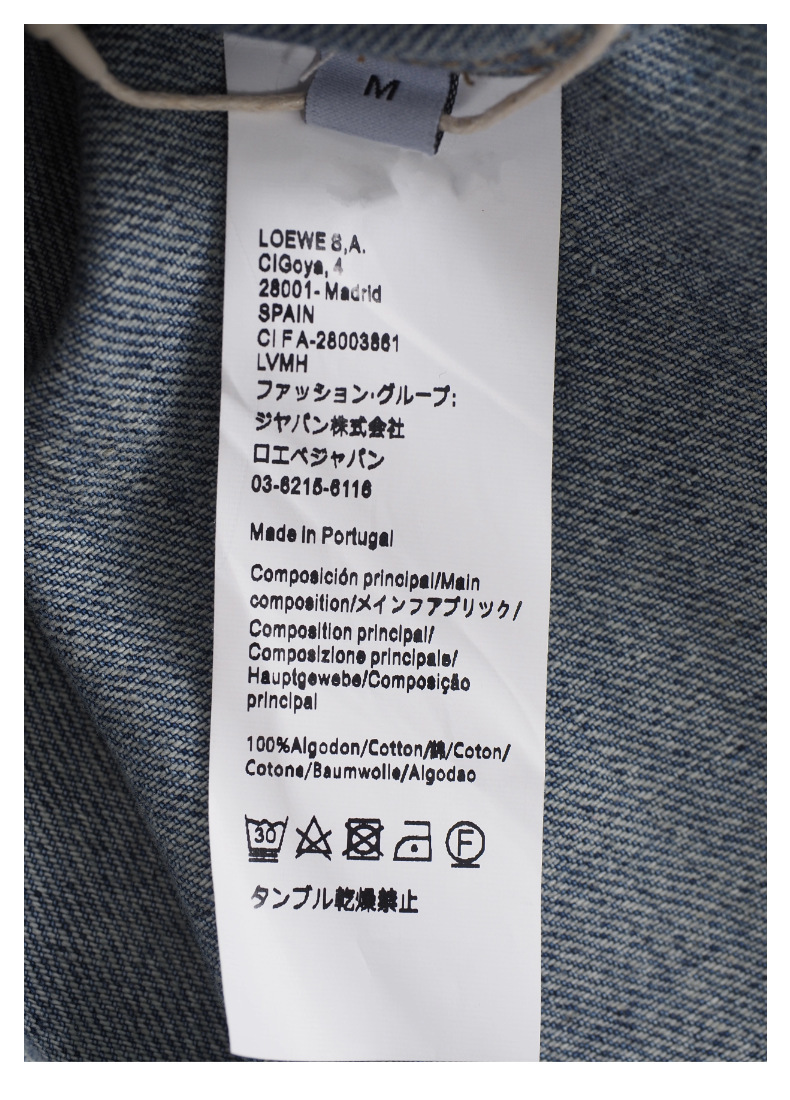 M
LOEWE S,A.
C|Goya, 4
28001- Madrid
SPAIN
CI F A-28003861
LVMH
ファッション·グループ:
ジヤパン株式会社
口エベジャパン
03-6215-6116
Made in Portugal
Composición principal/Main
composition/メインフアブリック/
Composition principal/
Composizione principale/
Hauptgewebe/Composição
principal
100%Algodon/Cotton/綿/Coton/
Cotone/Baumwolle/Algodao
30 F
タンブル乾燥禁止